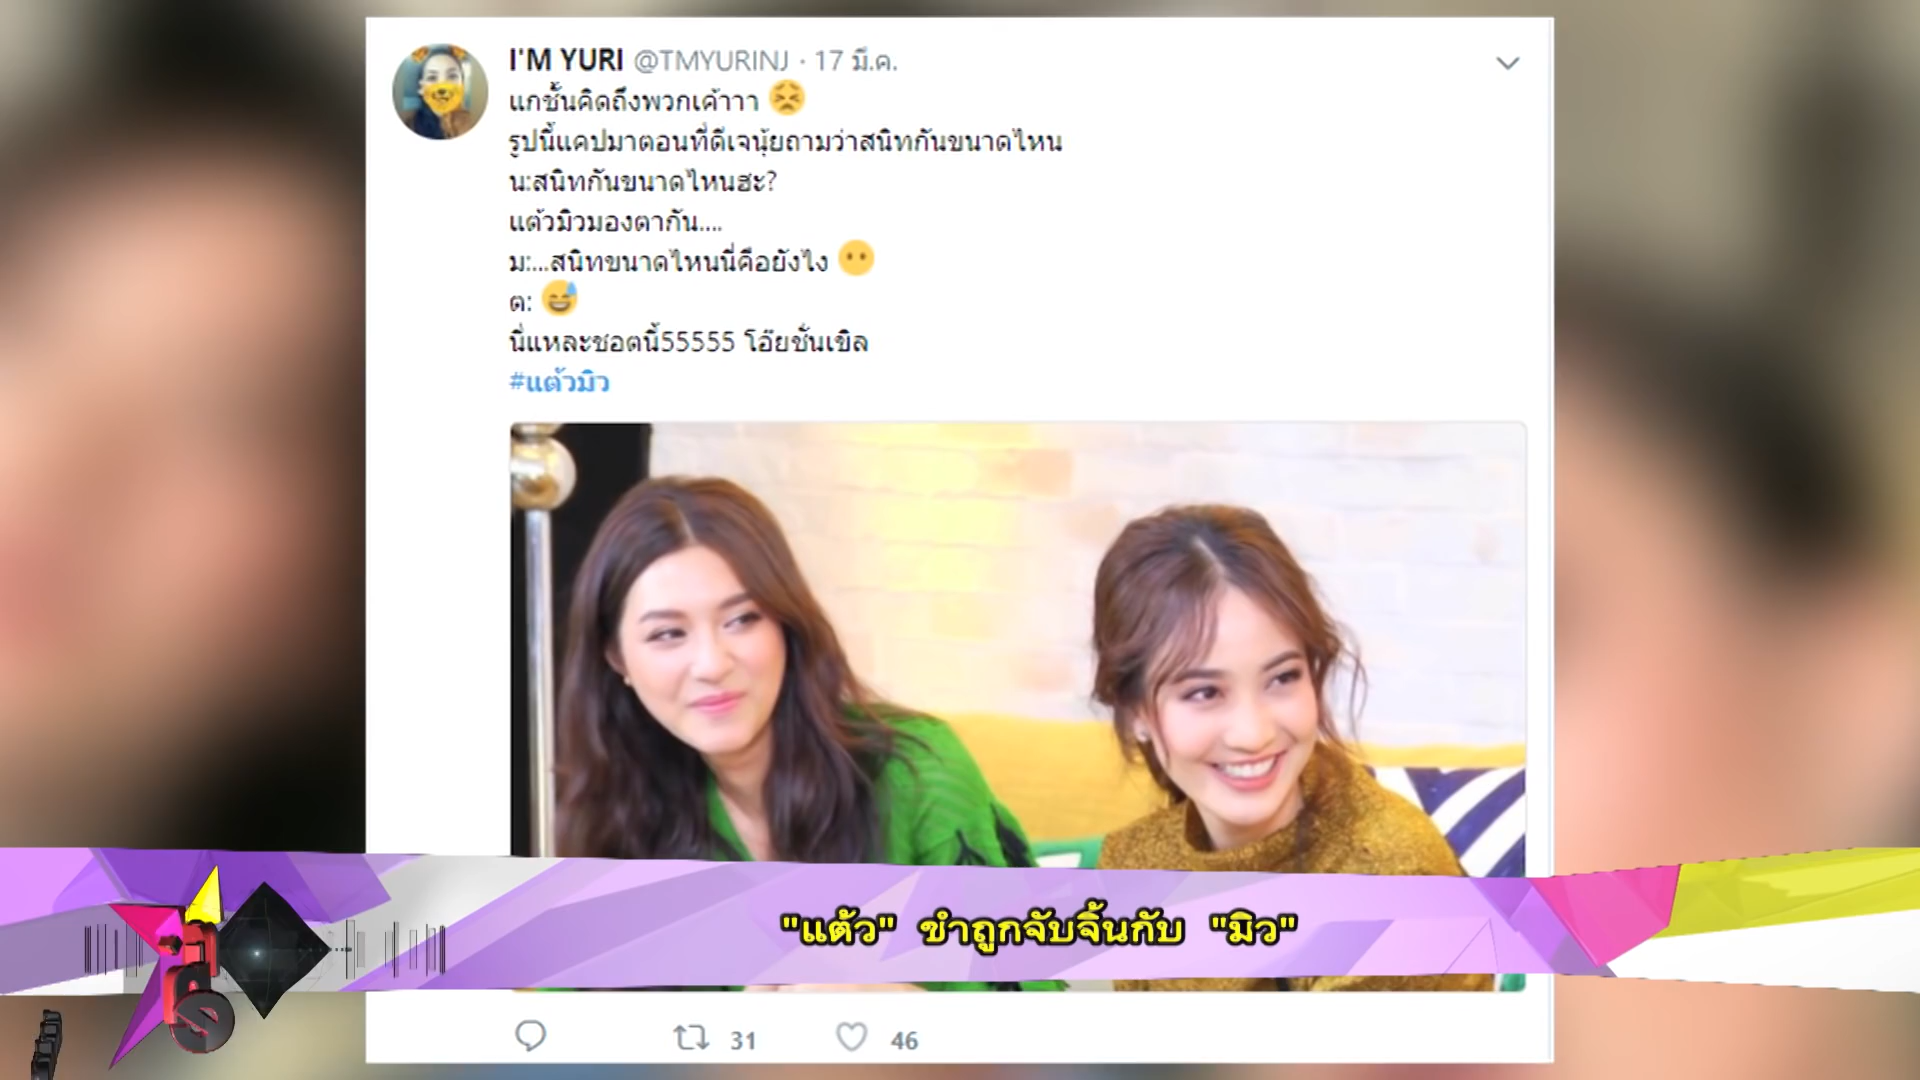 I'M YURI @TMYURINJ · 17 มี.ค.
แกชั้นคิดถึงพวกเค้าาา
รูปนี้แคปมาตอนที่ดีเจนุ้ยถามว่าสนิทกันขนาดไหน
น:สนิทกันขนาดไหนฮะ?
แต้วมิวมองตากัน....
ม:...สนิทขนาดไหนนี่คือยังไง
ต:
นี่แหละชอตนี้55555 โอ๊ยชั่นเขิล
#แต้วมิว
"แต้ว" ขำถูกจับจิ้นกับ "มิว"
31 46